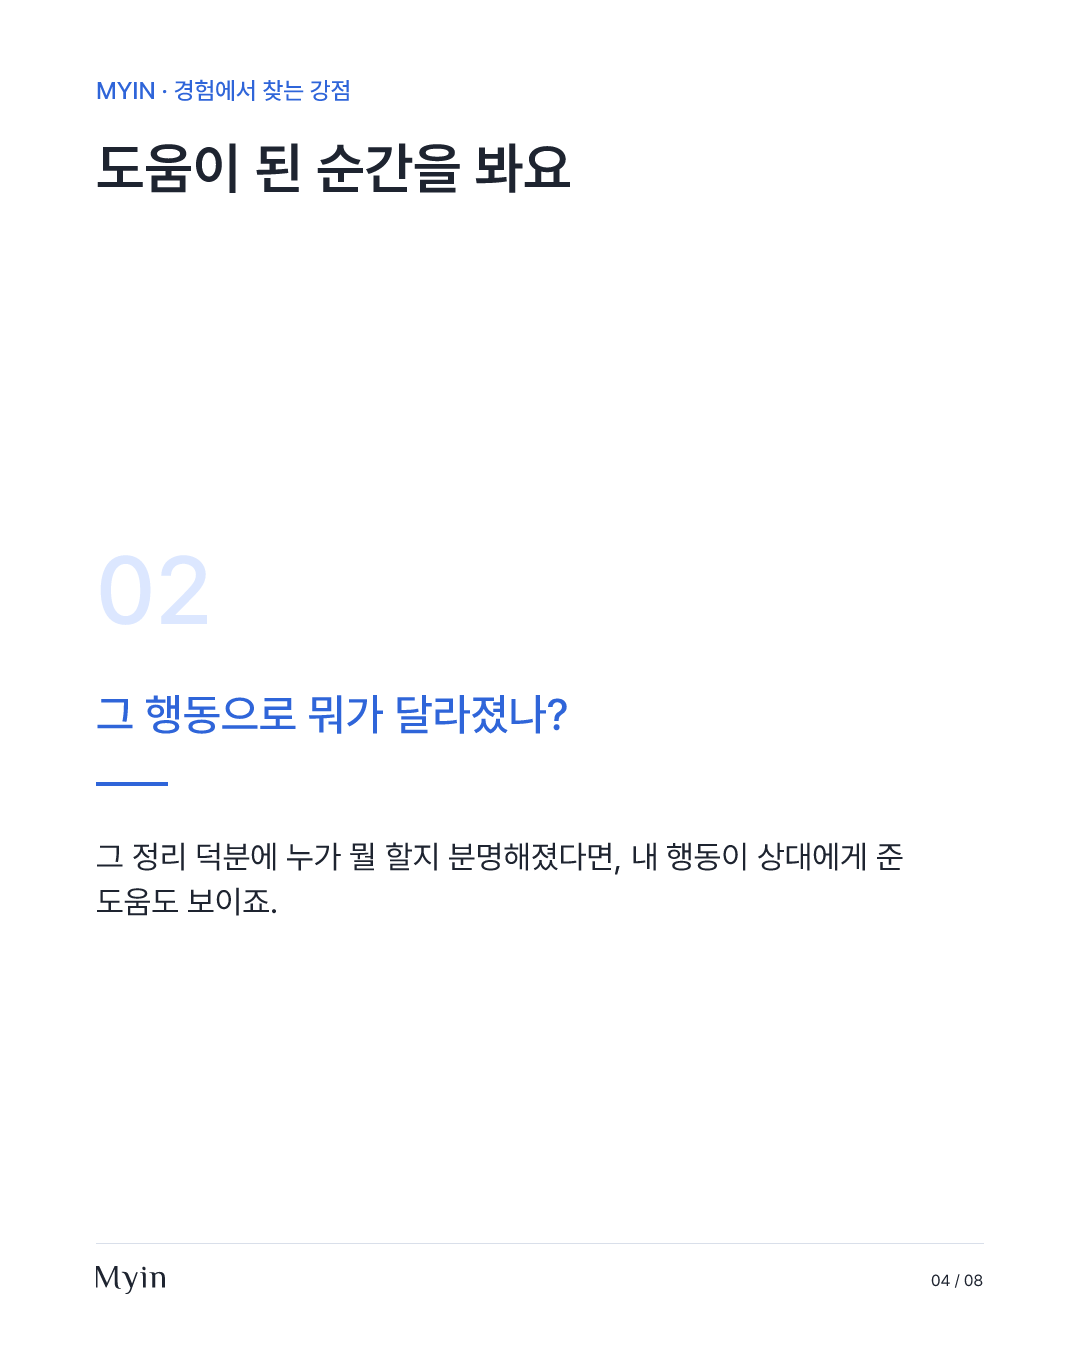 MYIN · 경험에서 찾는 강점
도움이 된 순간을 봐요
02
그 행동으로 뭐가 달라졌나?
그 정리 덕분에 누가 뭘 할지 분명해졌다면, 내 행동이 상대에게 준
도움도 보이죠.
Myin
04 / 08